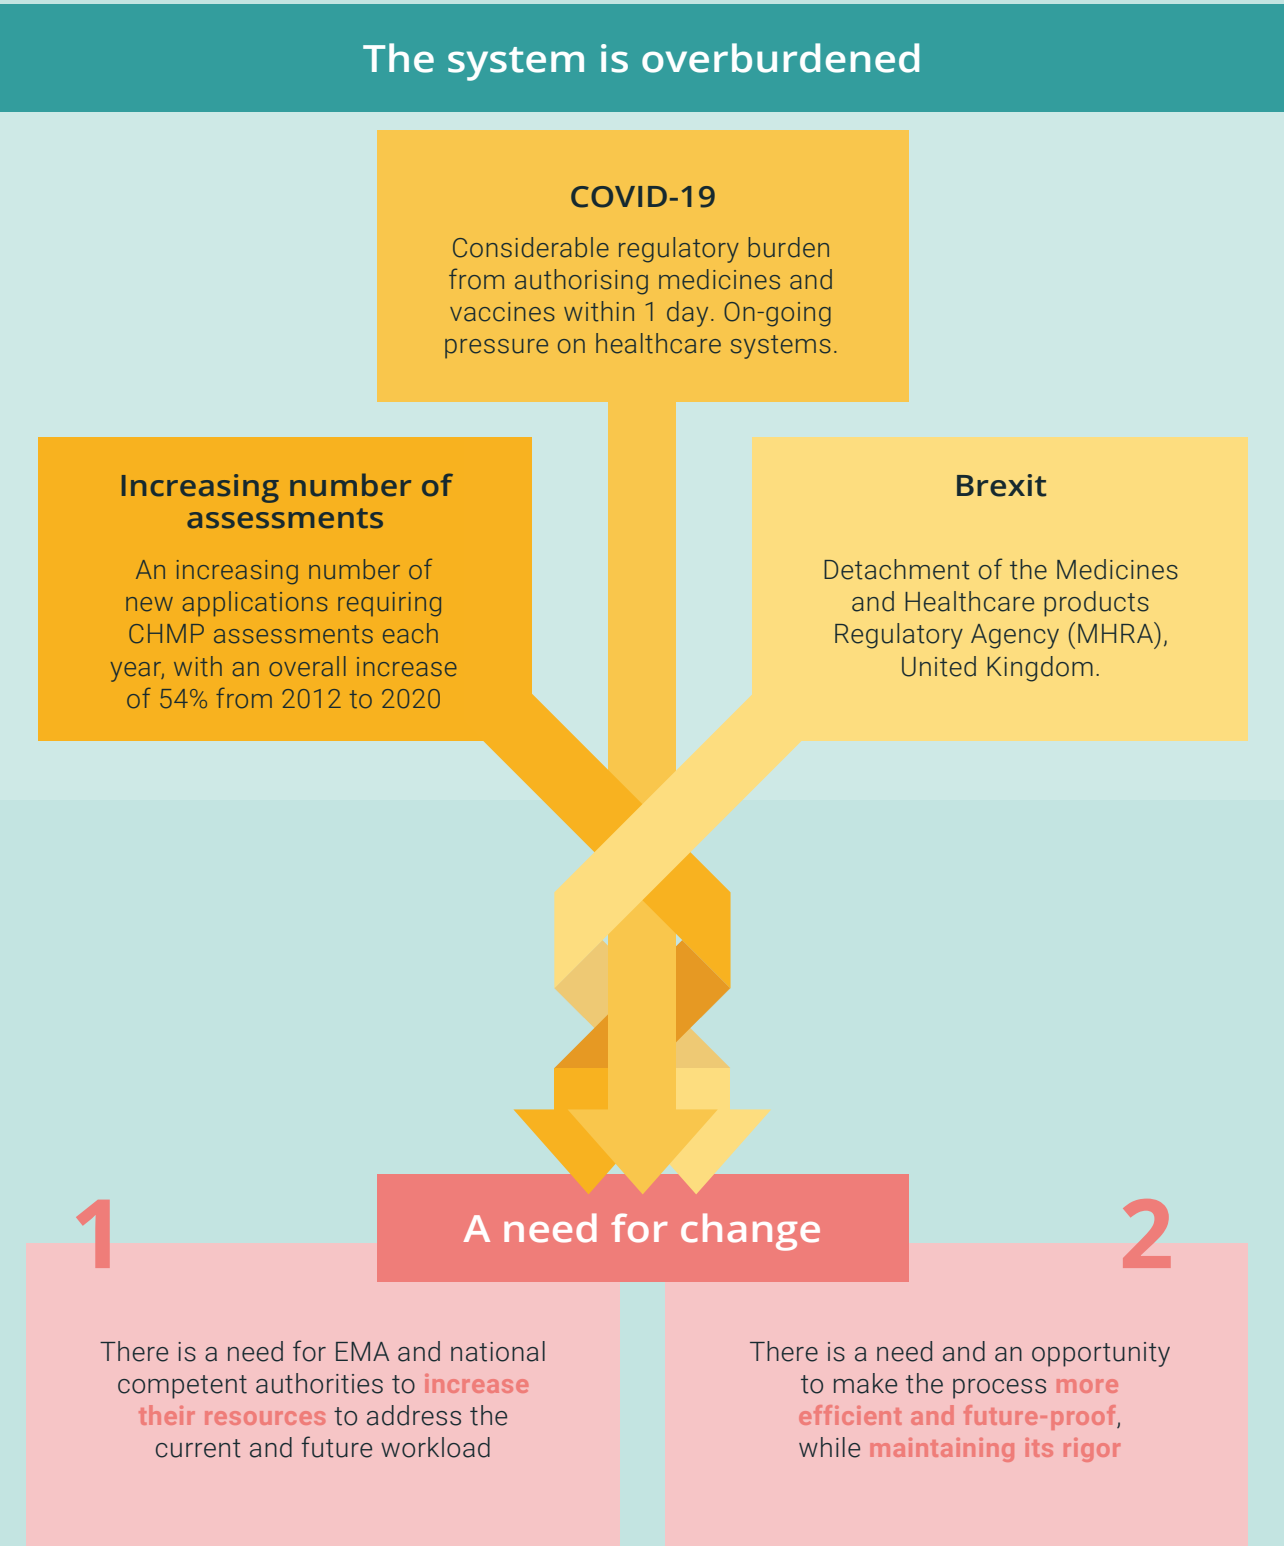 The system is overburdened
COVID-19
Considerable regulatory burden
from authorising medicines and
vaccines within 1 day. On-going
pressure on healthcare systems.
Increasing number of
assessments
An increasing number of
new applications requiring
CHMP assessments each
year, with an overall increase
of 54% from 2012 to 2020
Brexit
Detachment of the Medicines
and Healthcare products
Regulatory Agency (MHRA),
United Kingdom.
A need for change
1
There is a need for EMA and national
competent authorities to increase
their resources to address the
current and future workload
2
There is a need and an opportunity
to make the process more
efficient and future-proof,
while maintaining its rigor